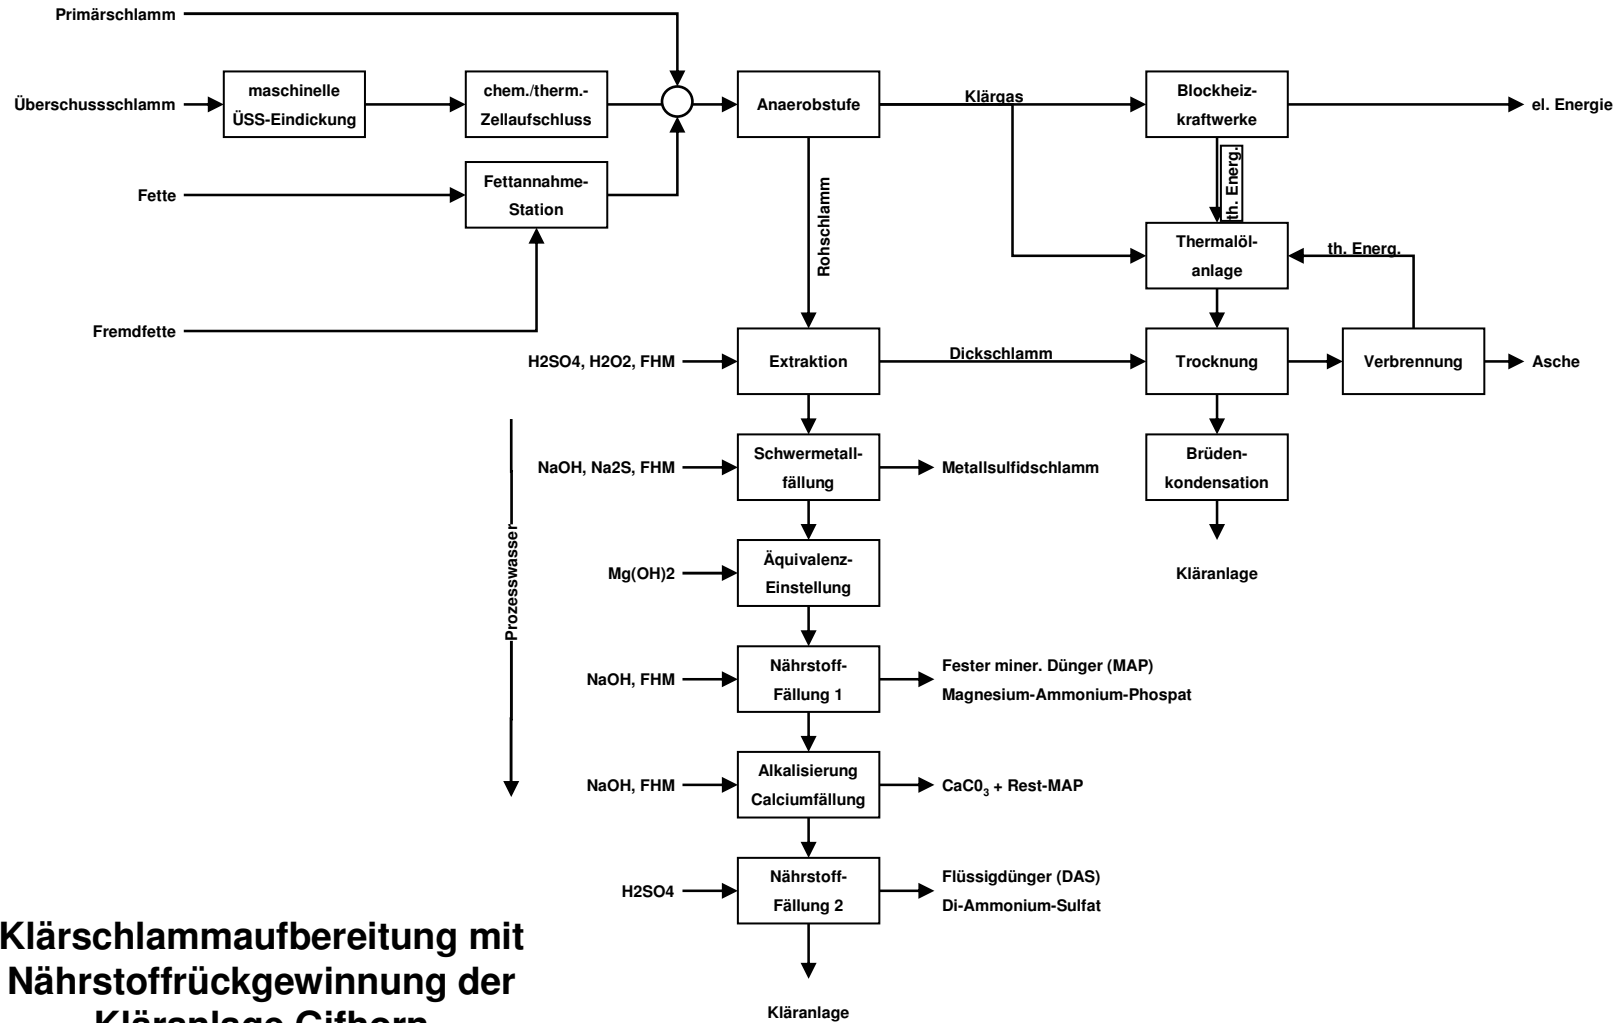 Primärschlamm
Überschussschlamm
maschinelle
ÜSS-Eindickung
chem./therm.-
Zellaufschluss
Anaerobstufe
Klärgas
Blockheiz-
kraftwerke
el. Energie
Fette
Fettannahme-
Station
Rohschlamm
th. Energ.
Thermalöl-
anlage
th. Energ.
Fremdfette
H2SO4, H2O2, FHM
Extraktion
Dickschlamm
Trocknung
Verbrennung
Asche
Prozesswasser
NaOH, Na2S, FHM
Schwermetall-
fällung
Metallsulfidschlamm
Brüden-
kondensation
Mg(OH)2
Äquivalenz-
Einstellung
Kläranlage
NaOH, FHM
Nährstoff-
Fällung 1
Fester miner. Dünger (MAP)
Magnesium-Ammonium-Phospat
NaOH, FHM
Alkalisierung
Calciumfällung
CaC0₃ + Rest-MAP
H2SO4
Nährstoff-
Fällung 2
Flüssigdünger (DAS)
Di-Ammonium-Sulfat
Kläranlage
Klärschlammaufbereitung mit
Nährstoffrückgewinnung der
Kläranlage Gifhorn